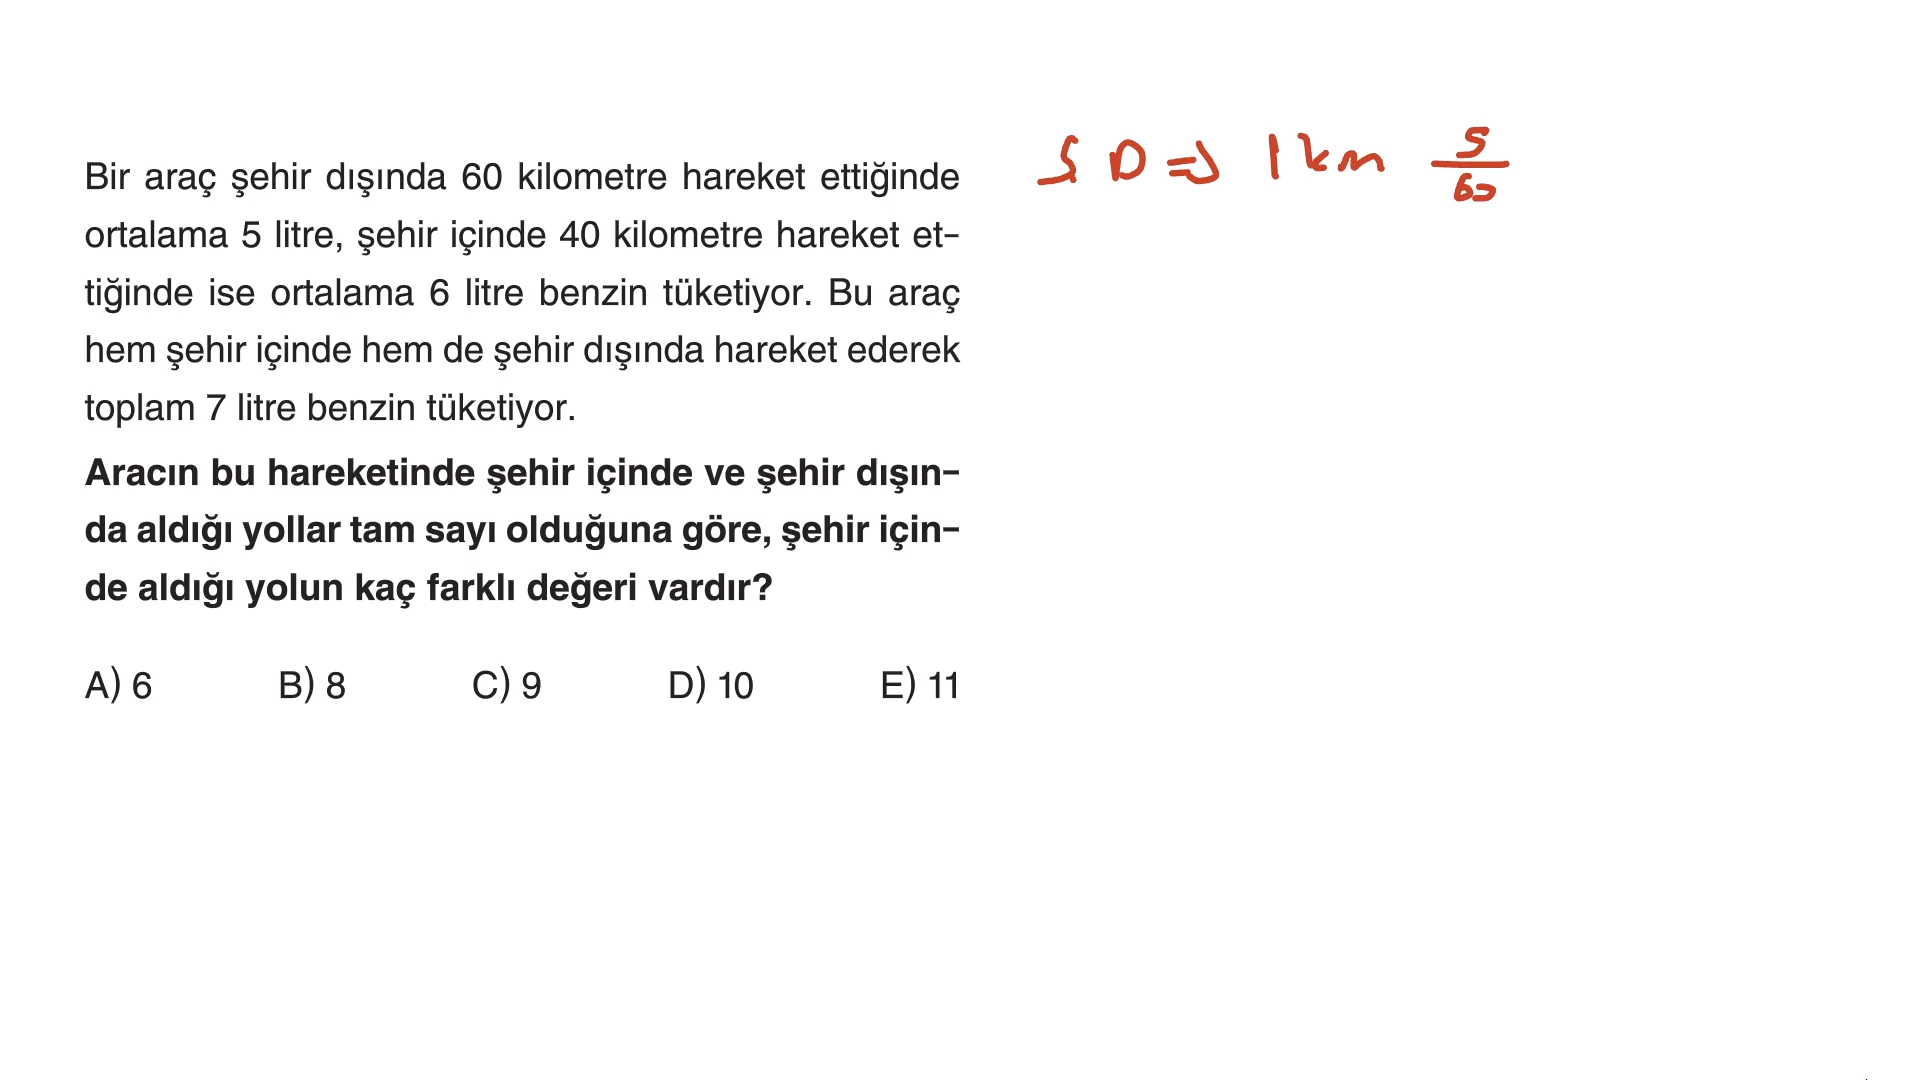 Bir araç şehir dışında 60 kilometre hareket ettiğinde
ortalama 5 litre, şehir içinde 40 kilometre hareket et-
tiğinde ise ortalama 6 litre benzin tüketiyor. Bu araç
hem şehir içinde hem de şehir dışında hareket ederek
toplam 7 litre benzin tüketiyor.
Aracın bu hareketinde şehir içinde ve şehir dışın-
da aldığı yollar tam sayı olduğuna göre, şehir için-
de aldığı yolun kaç farklı değeri vardır?
A) 6 B) 8 C) 9 D) 10 E) 11
Ş D ⇒ 1 km 5/60